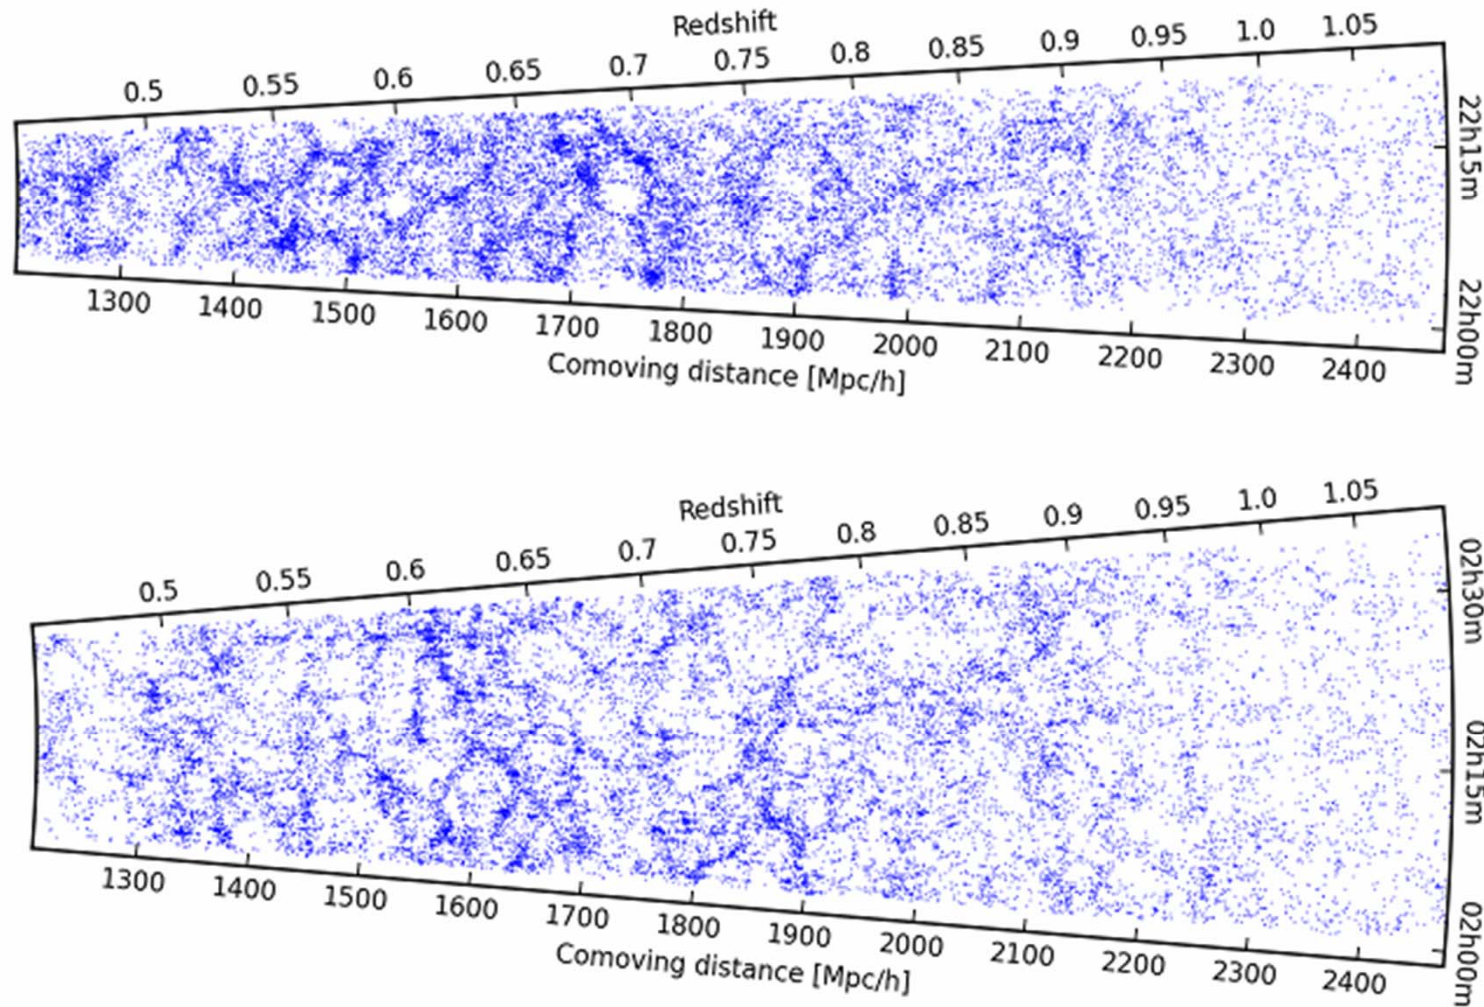 Redshift
0.5 0.55 0.6 0.65 0.7 0.75 0.8 0.85 0.9 0.95 1.0 1.05
22h15m
22h00m
1300 1400 1500 1600 1700 1800 1900 2000 2100 2200 2300 2400
Comoving distance [Mpc/h]
Redshift
0.5 0.55 0.6 0.65 0.7 0.75 0.8 0.85 0.9 0.95 1.0 1.05
02h30m
02h15m
02h00m
1300 1400 1500 1600 1700 1800 1900 2000 2100 2200 2300 2400
Comoving distance [Mpc/h]